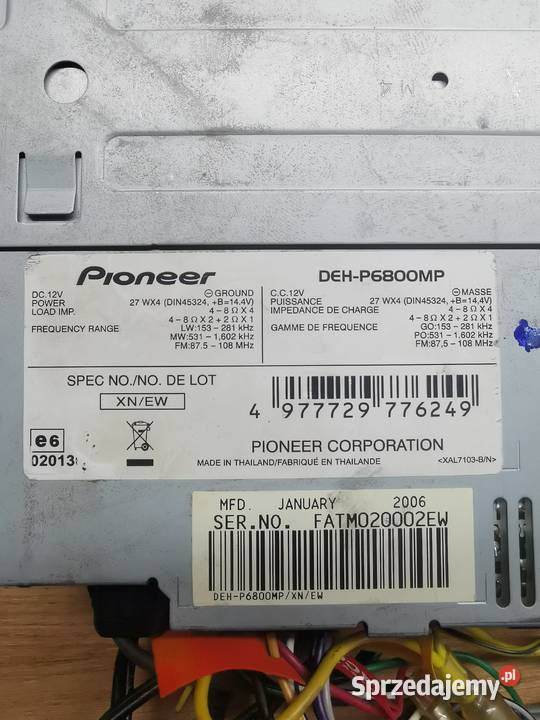 M4
Pioneer DEH-P6800MP
DC.12V ⊖GROUND
POWER 27 WX4 (DIN45324, +B=14.4V)
LOAD IMP. 4-8 Ω X 4
4-8 Ω X 2 + 2 Ω X 1
FREQUENCY RANGE LW:153 - 281 kHz
MW:531 - 1,602 kHz
FM:87.5 - 108 MHz
C.C.12V ⊖MASSE
PUISSANCE 27 WX4 (DIN45324, +B=14,4V)
IMPEDANCE DE CHARGE 4-8 Ω X 4
4-8 Ω X 2 + 2 Ω X 1
GAMME DE FREQUENCE GO:153 - 281 kHz
PO:531 - 1.602 kHz
FM:87,5 - 108 MHz
SPEC NO./NO. DE LOT
XN/EW
4 977729 776249
e6
02013
PIONEER CORPORATION
MADE IN THAILAND/FABRIQUÉ EN THAILANDE
<XAL7103-B/N>
MFD. JANUARY 2006
SER.NO. FATM020002EW
DEH-P6800MP/XN/EW
Sprzedajemy.pl